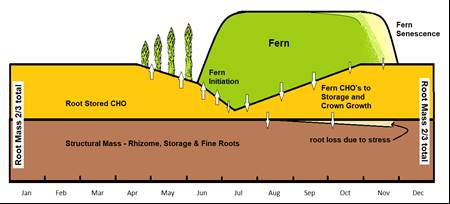 Fern
Senescence
Fern
Fern
Initiation
Root Mass 2/3 total
Root Stored CHO
Fern CHO's to
Storage and
Crown Growth
Root Mass 2/3 total
Structural Mass - Rhizome, Storage & Fine Roots
root loss due to stress
Jan Feb Mar Apr May Jun Jul Aug Sep Oct Nov Dec